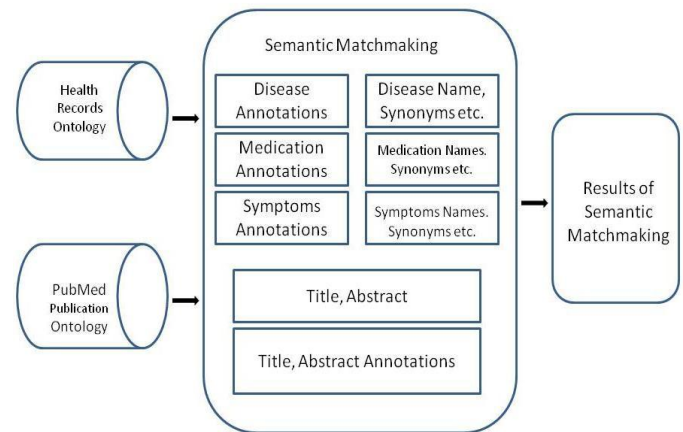 Semantic Matchmaking
Health
Records
Ontology
Disease
Annotations
Disease Name,
Synonyms etc.
Medication
Annotations
Medication Names.
Synonyms etc.
Symptoms
Annotations
Symptoms Names.
Synonyms etc.
PubMed
Publication
Ontology
Title, Abstract
Title, Abstract Annotations
Results of
Semantic
Matchmaking